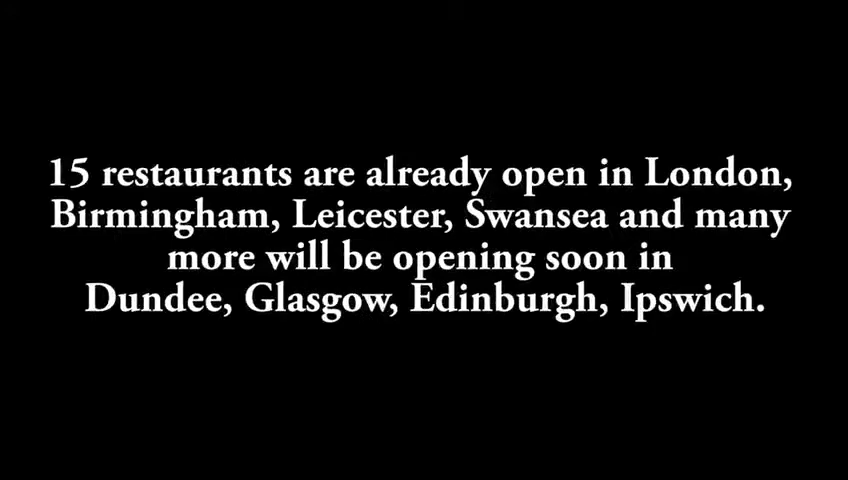 15 restaurants are already open in London,
Birmingham, Leicester, Swansea and many
more will be opening soon in
Dundee, Glasgow, Edinburgh, Ipswich.